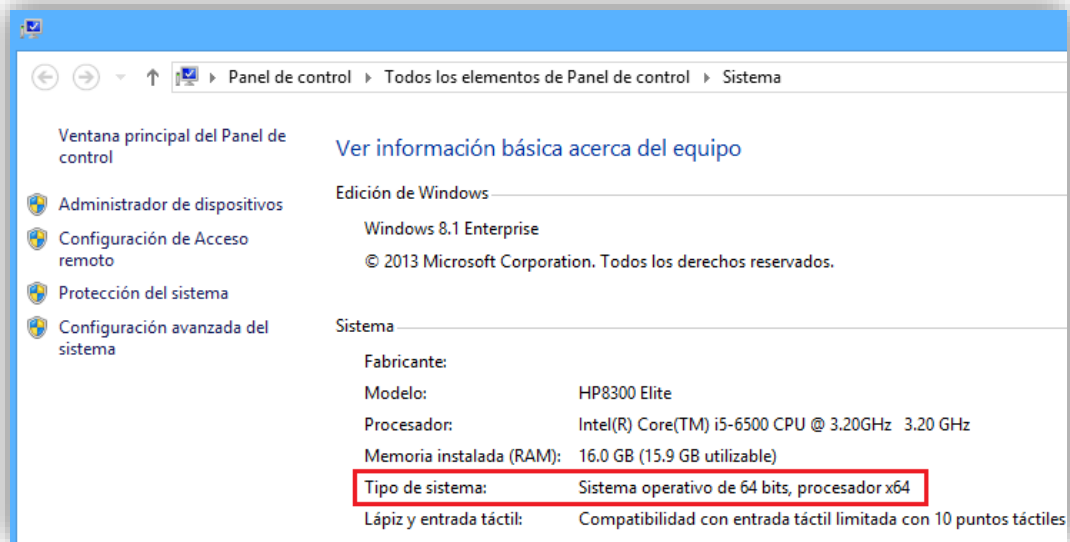 Panel de control Todos los elementos de Panel de control Sistema
Ventana principal del Panel de
control
Administrador de dispositivos
Configuración de Acceso
remoto
Protección del sistema
Configuración avanzada del
sistema
Ver información básica acerca del equipo
Edición de Windows
Windows 8.1 Enterprise
© 2013 Microsoft Corporation. Todos los derechos reservados.
Sistema
Fabricante:
Modelo: HP8300 Elite
Procesador: Intel(R) Core(TM) i5-6500 CPU @ 3.20GHz 3.20 GHz
Memoria instalada (RAM): 16.0 GB (15.9 GB utilizable)
Tipo de sistema: Sistema operativo de 64 bits, procesador x64
Lápiz y entrada táctil: Compatibilidad con entrada táctil limitada con 10 puntos táctiles